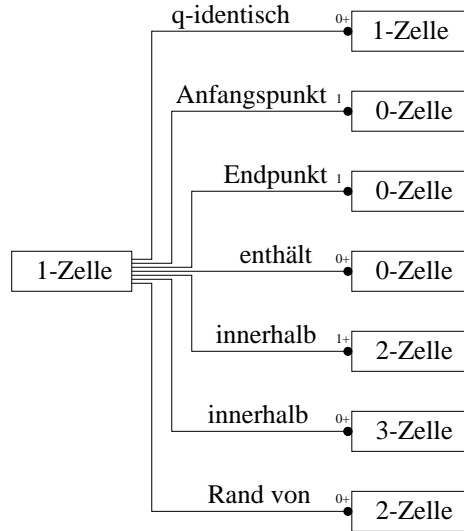 q-identisch 0+ 1-Zelle
Anfangspunkt 1 0-Zelle
Endpunkt 1 0-Zelle
1-Zelle enthält 0+ 0-Zelle
innerhalb 1+ 2-Zelle
innerhalb 0+ 3-Zelle
Rand von 0+ 2-Zelle